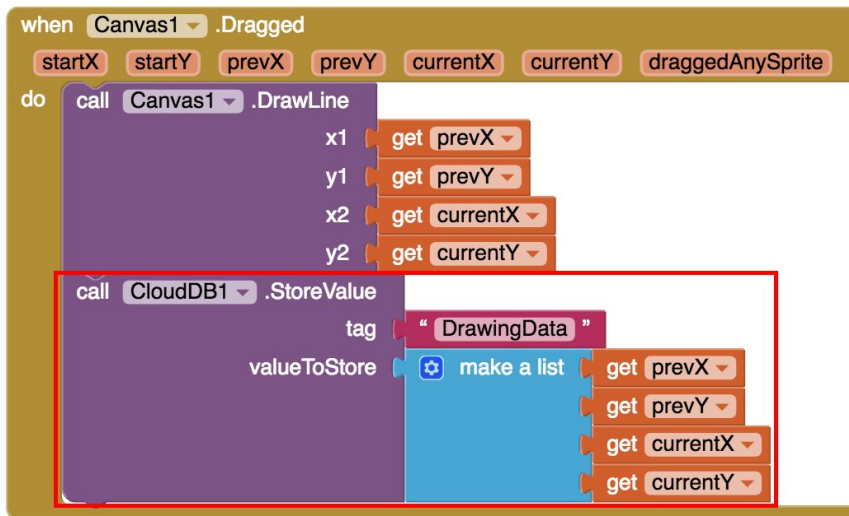 when Canvas1 .Dragged
startX startY prevX prevY currentX currentY draggedAnySprite
do call Canvas1 .DrawLine
x1 get prevX
y1 get prevY
x2 get currentX
y2 get currentY
call CloudDB1 .StoreValue
tag “ DrawingData ”
valueToStore make a list get prevX
get prevY
get currentX
get currentY